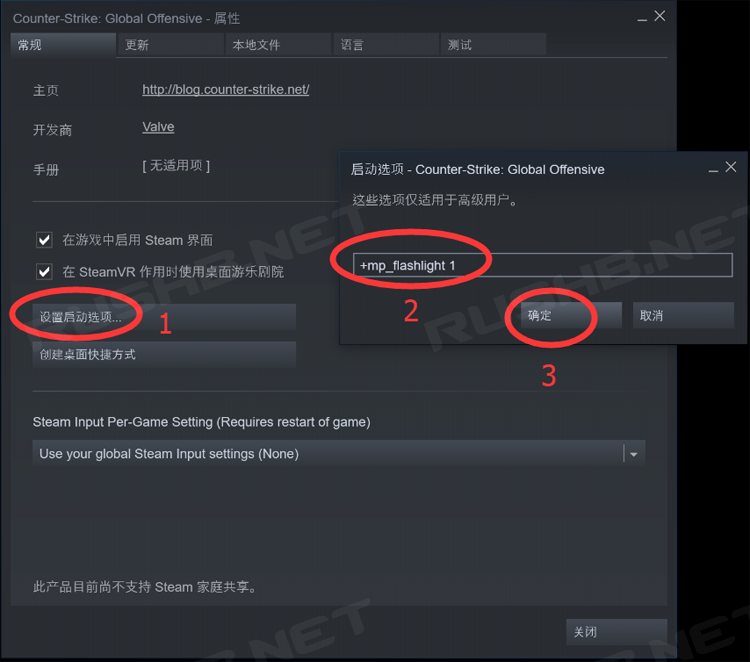 Counter-Strike: Global Offensive - 属性
常规 更新 本地文件 语言 测试
主页 http://blog.counter-strike.net/
开发商 Valve
手册 [ 无适用项 ]
启动选项 - Counter-Strike: Global Offensive
这些选项仅适用于高级用户。
在游戏中启用 Steam 界面
在 SteamVR 作用时使用桌面游乐剧院
+mp_flashlight 1
2
设置启动选项...
1
确定 取消
3
创建桌面快捷方式
Steam Input Per-Game Setting (Requires restart of game)
Use your global Steam Input settings (None)
此产品目前尚不支持 Steam 家庭共享。
关闭
RUSHB.NET
RUSHB.NET